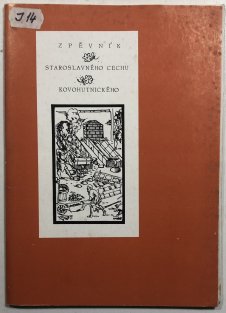 J 14
ZPĚVNÍK
STAROSLAVNÉHO CECHU
KOVOHUTNICKÉHO